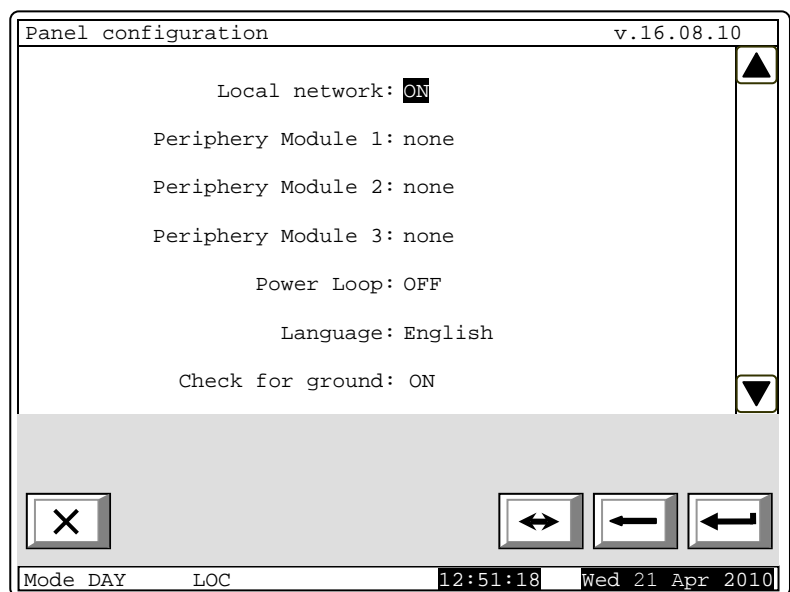 Panel configuration v.16.08.10
Local network: ON
Periphery Module 1: none
Periphery Module 2: none
Periphery Module 3: none
Power Loop: OFF
Language: English
Check for ground: ON
Mode DAY LOC 12:51:18 Wed 21 Apr 2010